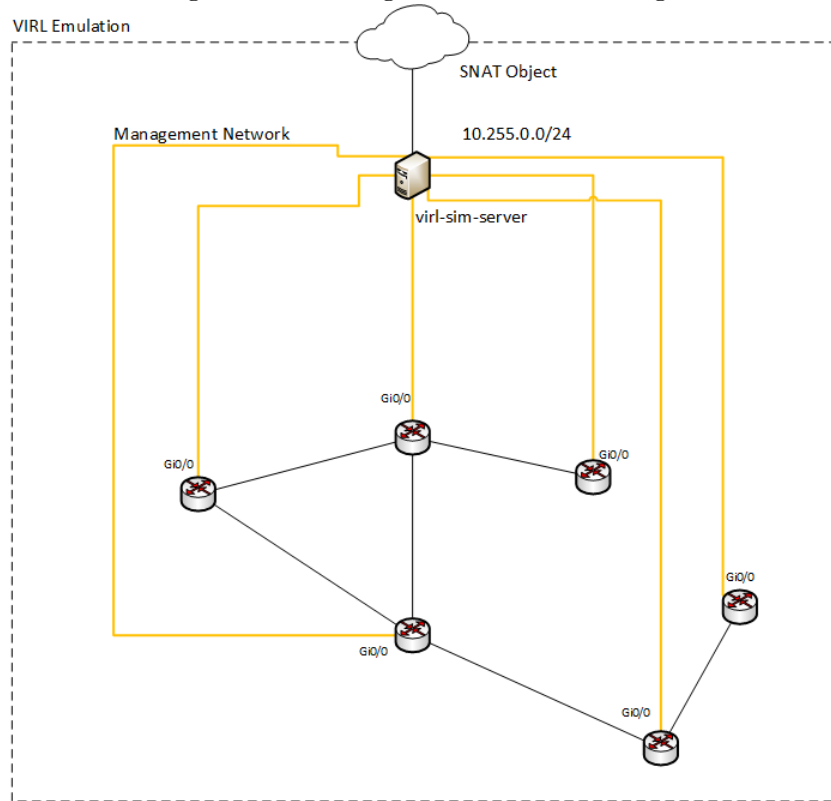 VIRL Emulation
SNAT Object
Management Network
10.255.0.0/24
virl-sim-server
Gi0/0
Gi0/0
Gi0/0
Gi0/0
Gi0/0
Gi0/0